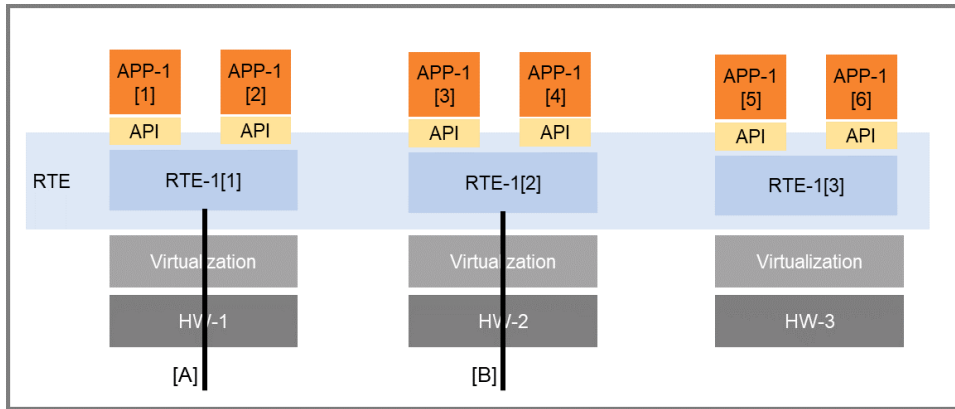 APP-1
[1]
APP-1
[2]
APP-1
[3]
APP-1
[4]
APP-1
[5]
APP-1
[6]
API
API
API
API
API
API
RTE
RTE-1[1]
RTE-1[2]
RTE-1[3]
Virtualization
Virtualization
Virtualization
HW-1
HW-2
HW-3
[A]
[B]